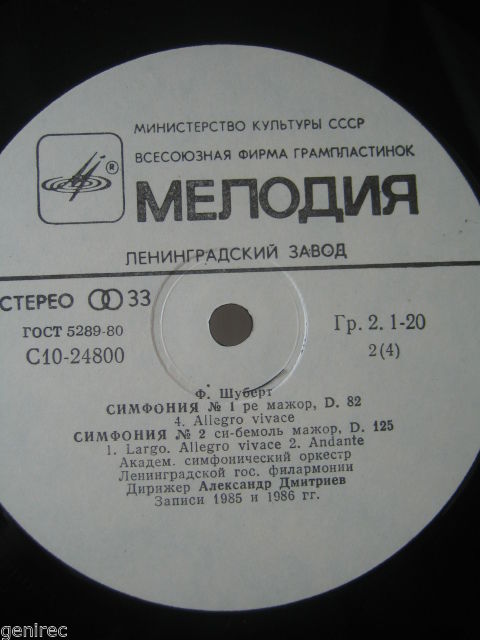 МИНИСТЕРСТВО КУЛЬТУРЫ СССР
ВСЕСОЮЗНАЯ ФИРМА ГРАМПЛАСТИНОК
®
МЕЛОДИЯ
ЛЕНИНГРАДСКИЙ ЗАВОД
СТЕРЕО 33
ГОСТ 5289-80
С10-24800
Гр. 2. 1-20
2(4)
Ф. Шуберт
СИМФОНИЯ № 1 ре мажор, D. 82
4. Allegro vivace
СИМФОНИЯ № 2 си-бемоль мажор, D. 125
1. Largo. Allegro vivace 2. Andante
Академ. симфонический оркестр
Ленинградской гос. филармонии
Дирижер Александр Дмитриев
Записи 1985 и 1986 гг.
genirec
genirec